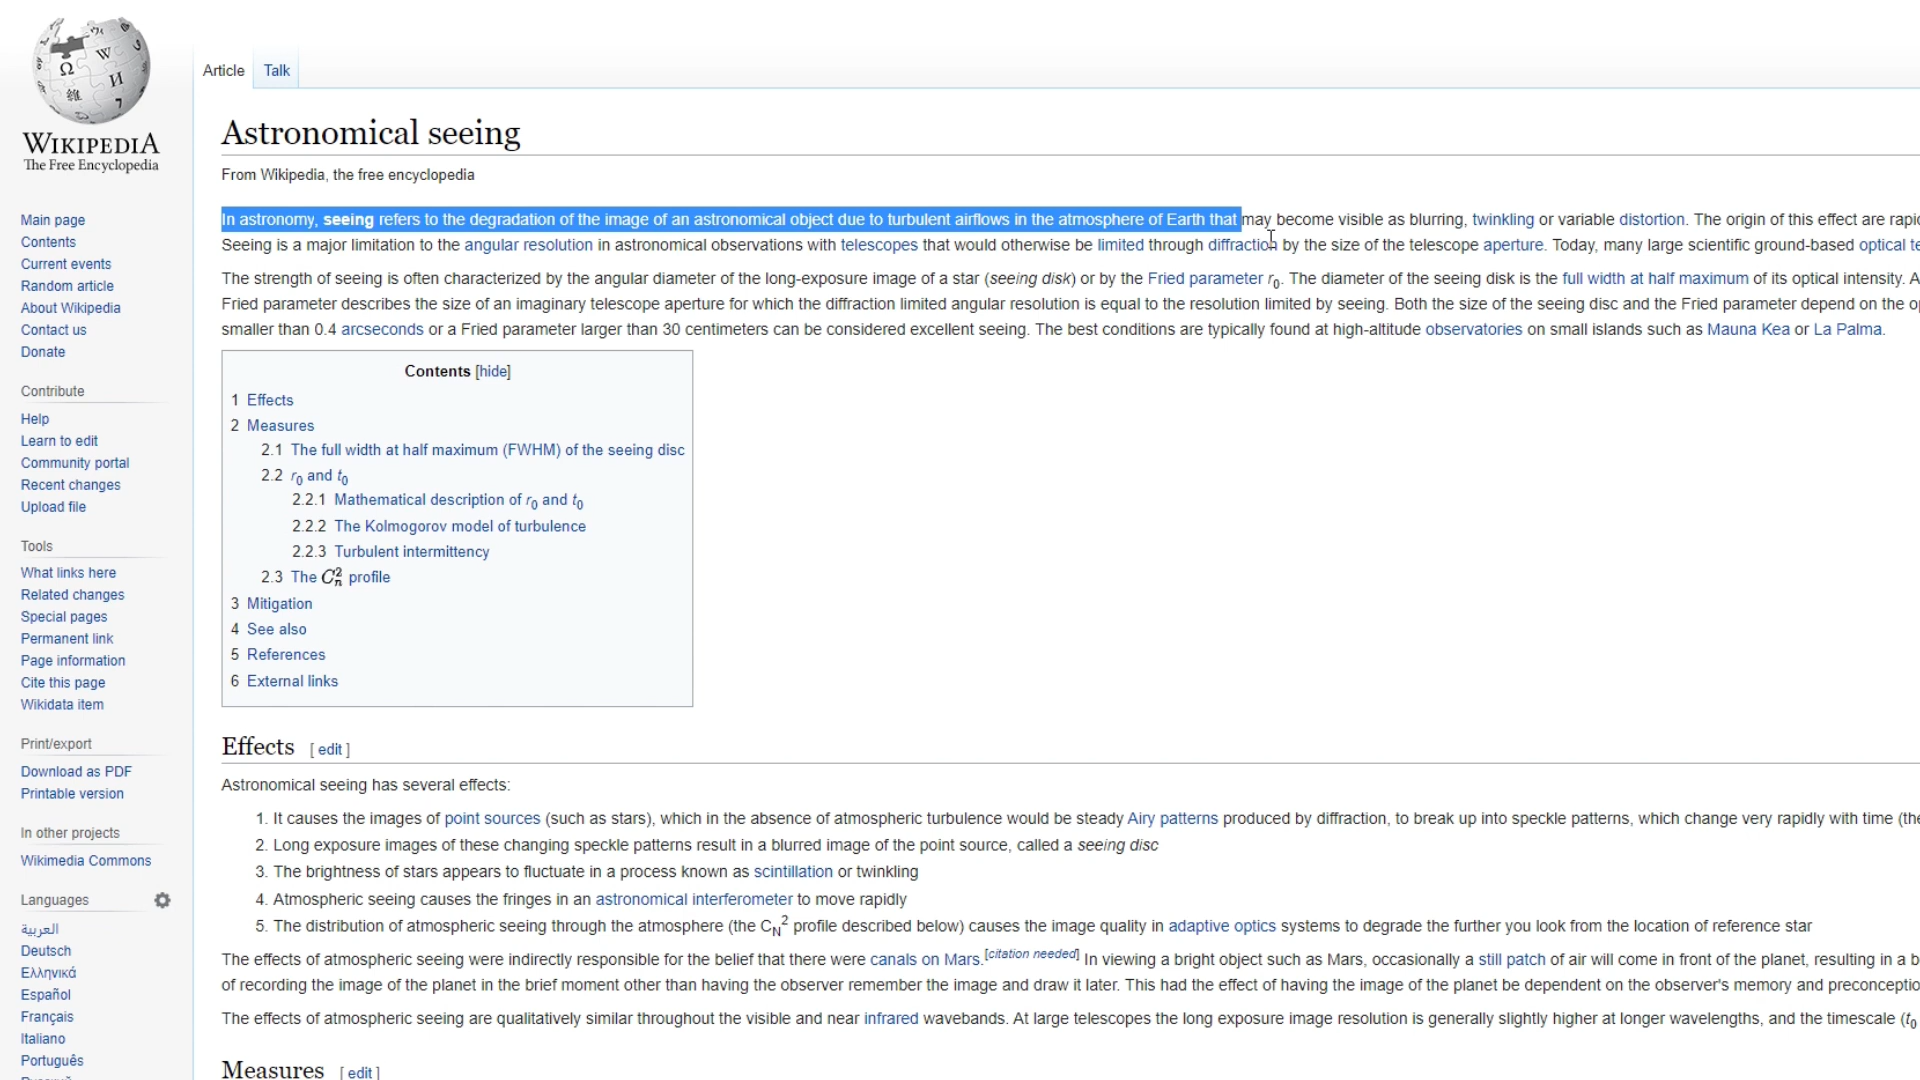 WIKIPEDIA
The Free Encyclopedia
Main page
Contents
Current events
Random article
About Wikipedia
Contact us
Donate
Contribute
Help
Learn to edit
Community portal
Recent changes
Upload file
Tools
What links here
Related changes
Special pages
Permanent link
Page information
Cite this page
Wikidata item
Print/export
Download as PDF
Printable version
In other projects
Wikimedia Commons
Languages
العربية
Deutsch
Ελληνικά
Español
Français
Italiano
Português
Article Talk
Astronomical seeing
From Wikipedia, the free encyclopedia
In astronomy, seeing refers to the degradation of the image of an astronomical object due to turbulent airflows in the atmosphere of Earth that may become visible as blurring, twinkling or variable distortion. The origin of this effect are
Seeing is a major limitation to the angular resolution in astronomical observations with telescopes that would otherwise be limited through diffraction by the size of the telescope aperture. Today, many large scientific ground-based optical
The strength of seeing is often characterized by the angular diameter of the long-exposure image of a star (seeing disk) or by the Fried parameter r0. The diameter of the seeing disk is the full width at half maximum of its optical intensity. A
Fried parameter describes the size of an imaginary telescope aperture for which the diffraction limited angular resolution is equal to the resolution limited by seeing. Both the size of the seeing disc and the Fried parameter depend on the
smaller than 0.4 arcseconds or a Fried parameter larger than 30 centimeters can be considered excellent seeing. The best conditions are typically found at high-altitude observatories on small islands such as Mauna Kea or La Palma.
Contents [hide]
1 Effects
2 Measures
2.1 The full width at half maximum (FWHM) of the seeing disc
2.2 r0 and t0
2.2.1 Mathematical description of r0 and t0
2.2.2 The Kolmogorov model of turbulence
2.2.3 Turbulent intermittency
2.3 The C_n^2 profile
3 Mitigation
4 See also
5 References
6 External links
Effects [ edit ]
Astronomical seeing has several effects:
1. It causes the images of point sources (such as stars), which in the absence of atmospheric turbulence would be steady Airy patterns produced by diffraction, to break up into speckle patterns, which change very rapidly with time
2. Long exposure images of these changing speckle patterns result in a blurred image of the point source, called a seeing disc
3. The brightness of stars appears to fluctuate in a process known as scintillation or twinkling
4. Atmospheric seeing causes the fringes in an astronomical interferometer to move rapidly
5. The distribution of atmospheric seeing through the atmosphere (the C_N^2 profile described below) causes the image quality in adaptive optics systems to degrade the further you look from the location of reference star
The effects of atmospheric seeing were indirectly responsible for the belief that there were canals on Mars.[citation needed] In viewing a bright object such as Mars, occasionally a still patch of air will come in front of the planet, resulting in a
of recording the image of the planet in the brief moment other than having the observer remember the image and draw it later. This had the effect of having the image of the planet be dependent on the observer's memory and
The effects of atmospheric seeing are qualitatively similar throughout the visible and near infrared wavebands. At large telescopes the long exposure image resolution is generally slightly higher at longer wavelengths, and the timescale (t0
Measures [ edit ]